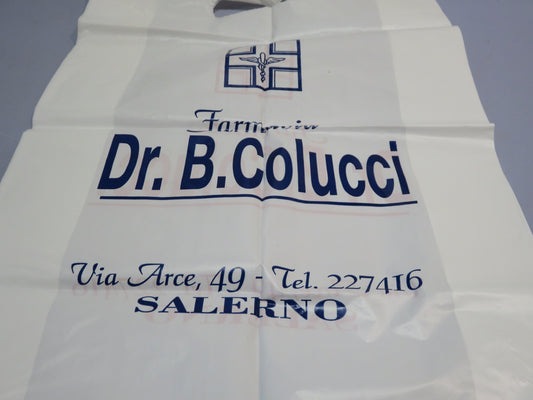 Farmacia
Dr. B.Colucci
Via Arce, 49 - Tel. 227416
SALERNO